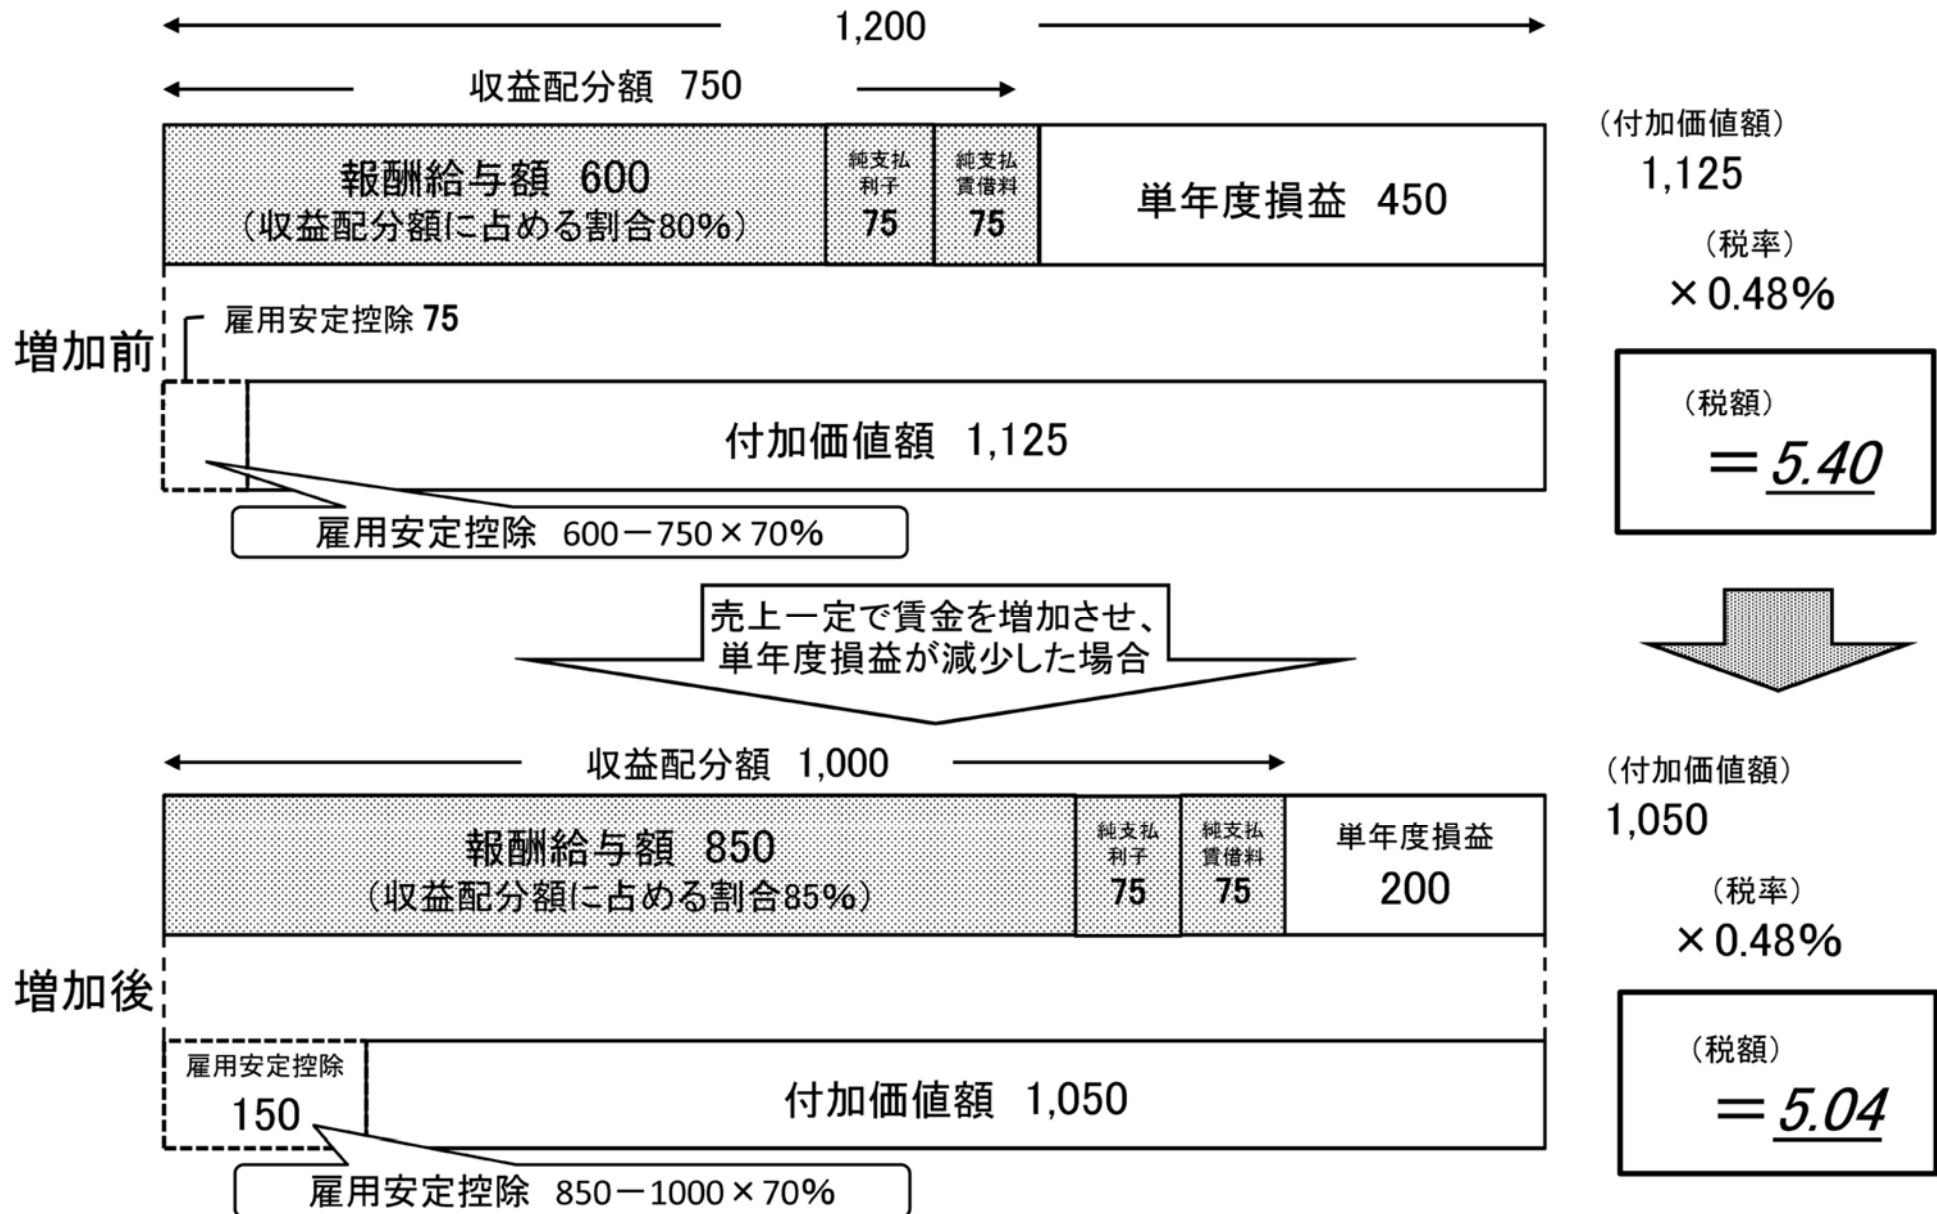 1,200
収益配分額 750
報酬給与額 600
（収益配分額に占める割合80％）
純支払
利子
75
純支払
賃借料
75
単年度損益 450
（付加価値額）
1,125
（税率）
×0.48％
増加前
雇用安定控除 75
付加価値額 1,125
（税額）
＝5.40
雇用安定控除 600－750×70％
売上一定で賃金を増加させ、
単年度損益が減少した場合
収益配分額 1,000
報酬給与額 850
（収益配分額に占める割合85％）
純支払
利子
75
純支払
賃借料
75
単年度損益
200
（付加価値額）
1,050
（税率）
×0.48％
増加後
雇用安定控除
150
付加価値額 1,050
（税額）
＝5.04
雇用安定控除 850－1000×70％